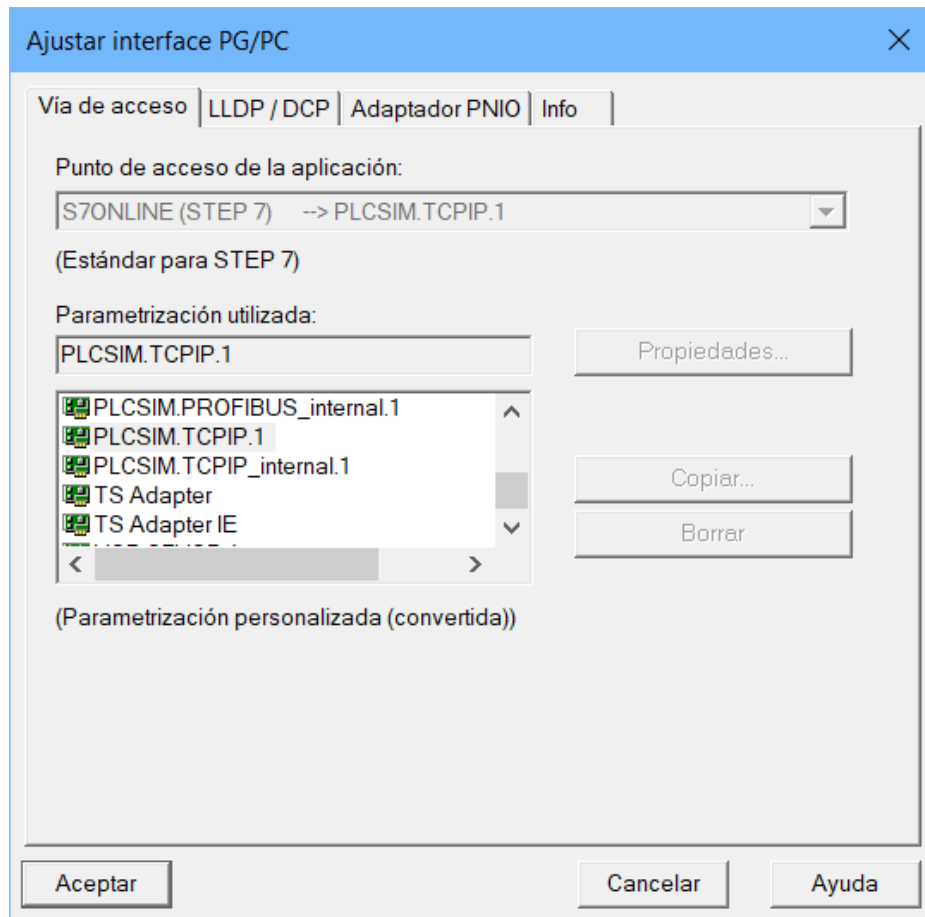 Ajustar interface PG/PC
Vía de acceso
LLDP / DCP
Adaptador PNIO
Info
Punto de acceso de la aplicación:
S7ONLINE (STEP 7) --> PLCSIM.TCPIP.1
(Estándar para STEP 7)
Parametrización utilizada:
PLCSIM.TCPIP.1
Propiedades...
PLCSIM.PROFIBUS_internal.1
PLCSIM.TCPIP.1
PLCSIM.TCPIP_internal.1
TS Adapter
TS Adapter IE
Copiar...
Borrar
(Parametrización personalizada (convertida))
Aceptar
Cancelar
Ayuda